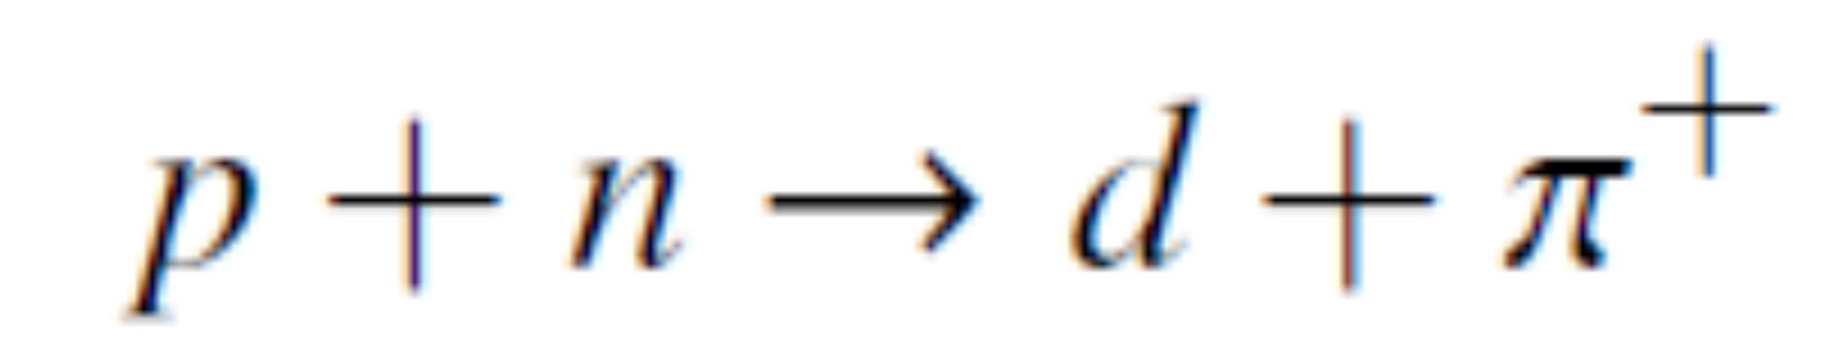 p + n → d + π⁺